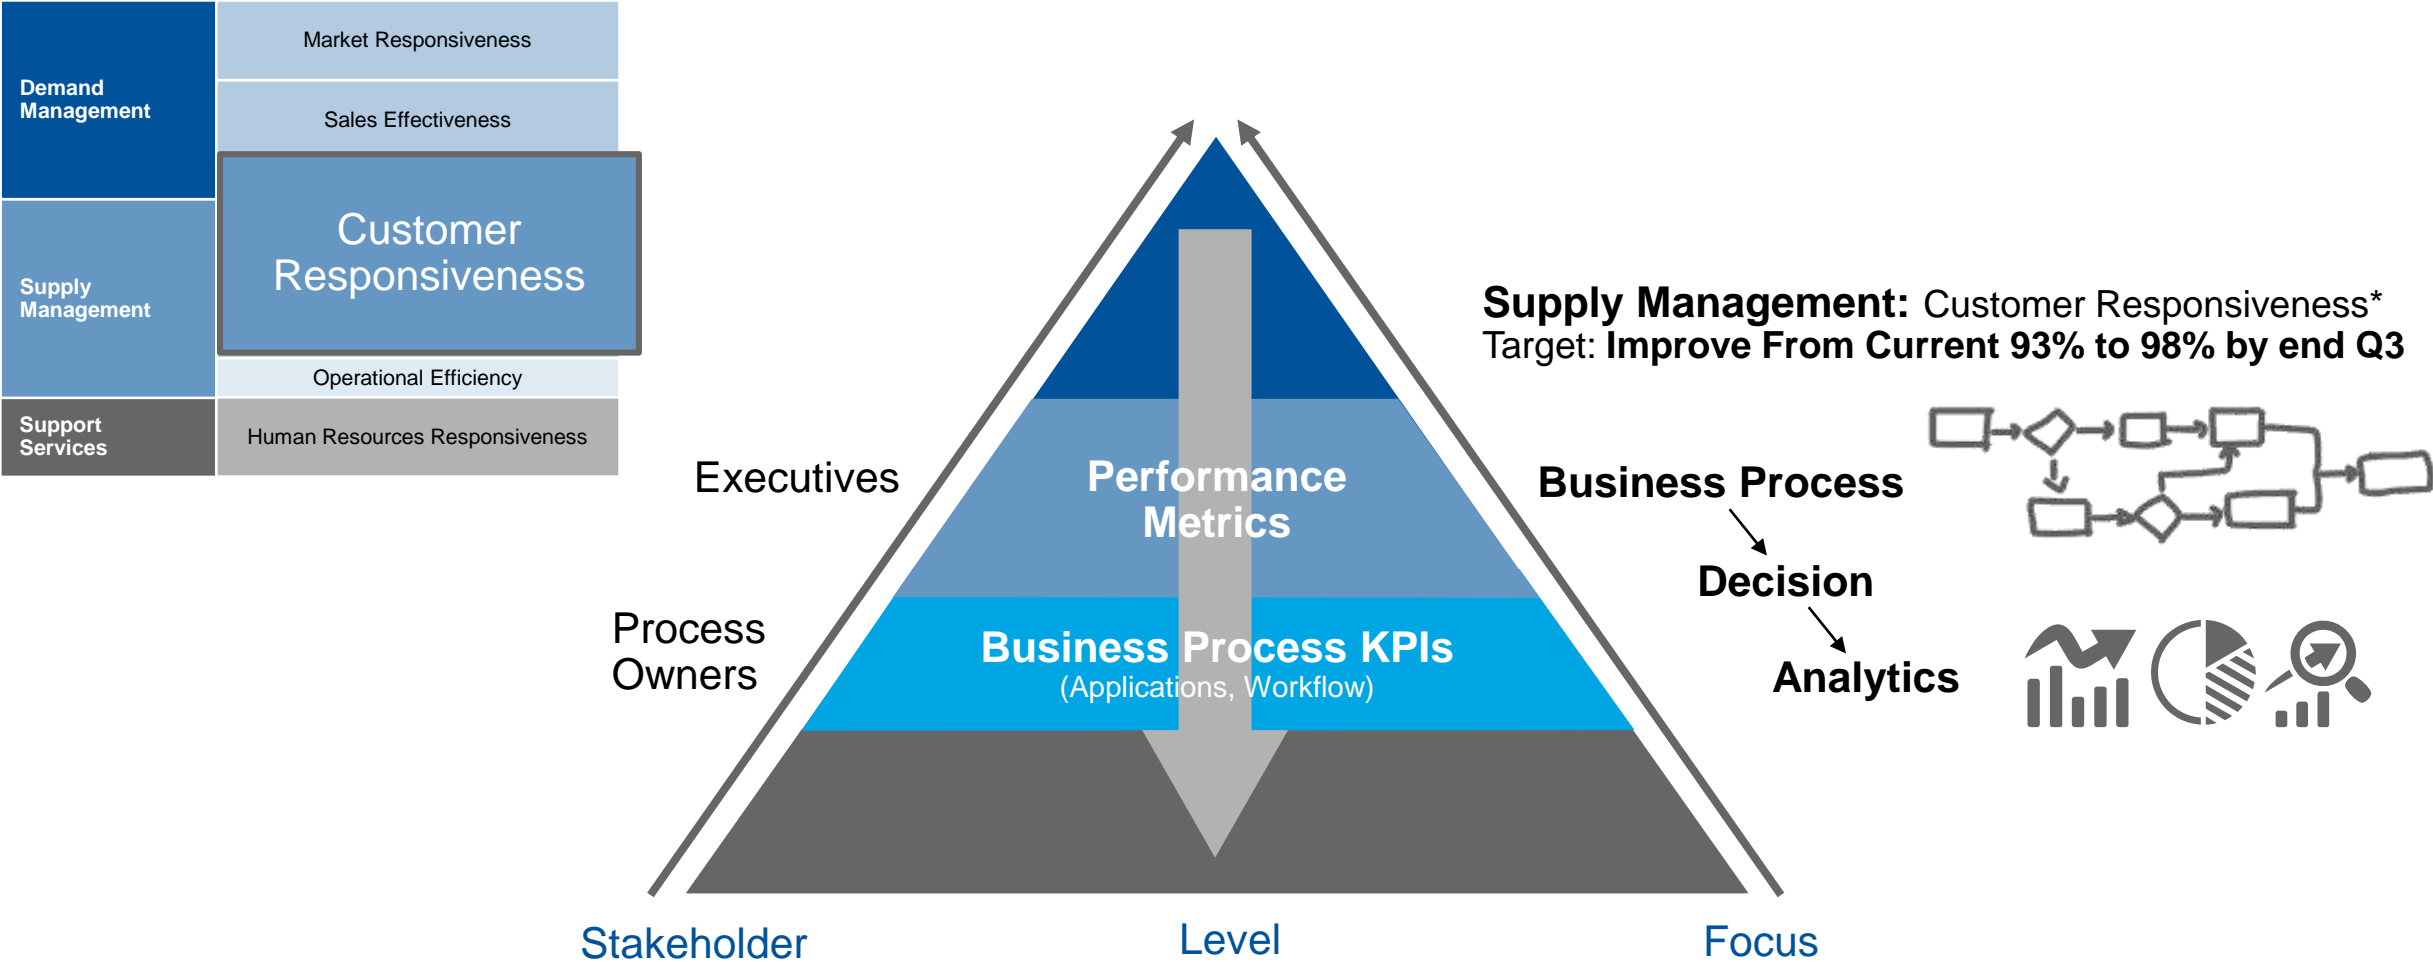 Demand
Management
Market Responsiveness
Sales Effectiveness
Supply
Management
Customer
Responsiveness
Operational Efficiency
Support
Services
Human Resources Responsiveness
Executives
Process
Owners
Performance
Metrics
Business Process KPIs
(Applications, Workflow)
Supply Management: Customer Responsiveness*
Target: Improve From Current 93% to 98% by end Q3
Business Process
Decision
Analytics
Stakeholder
Level
Focus